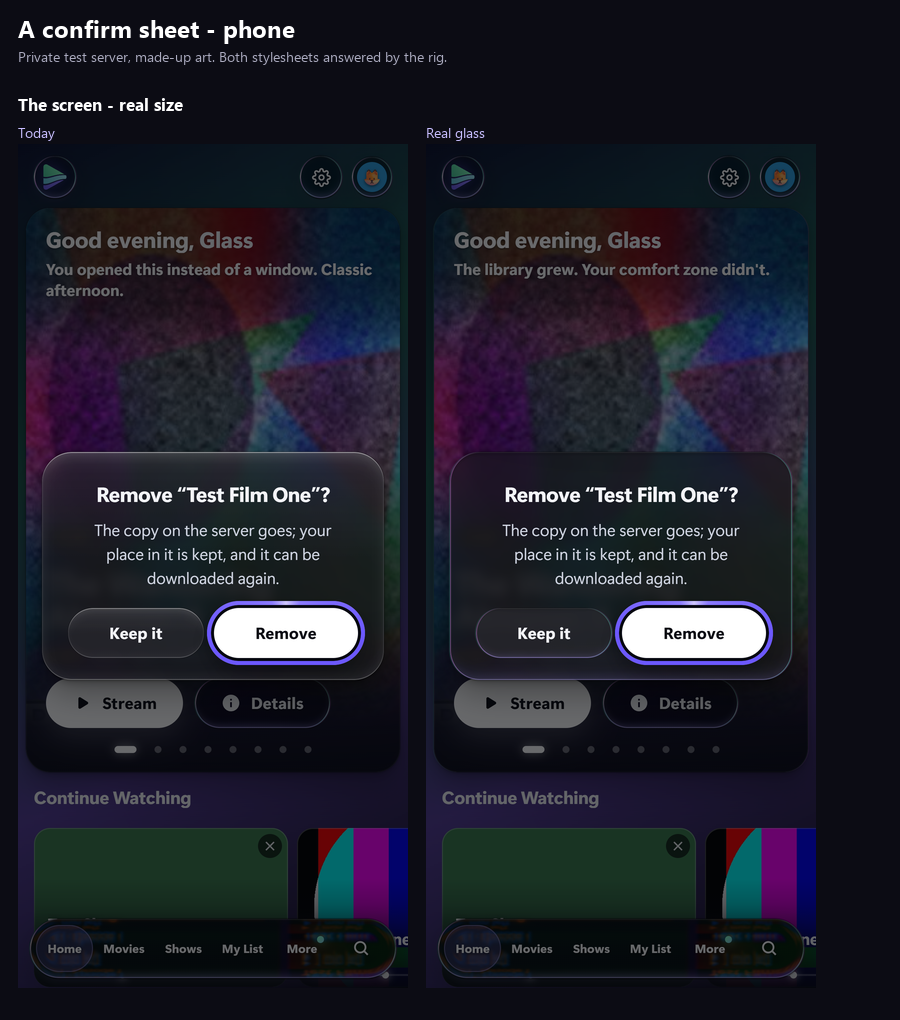 A confirm sheet - phone
Private test server, made-up art. Both stylesheets answered by the rig.
The screen - real size
Today
Good evening, Glass
You opened this instead of a window. Classic
afternoon.
Remove “Test Film One”?
The copy on the server goes; your
place in it is kept, and it can be
downloaded again.
Keep it
Remove
Stream
Details
Continue Watching
Home
Movies
Shows
My List
More
Real glass
Good evening, Glass
The library grew. Your comfort zone didn't.
Remove “Test Film One”?
The copy on the server goes; your
place in it is kept, and it can be
downloaded again.
Keep it
Remove
Stream
Details
Continue Watching
Home
Movies
Shows
My List
More